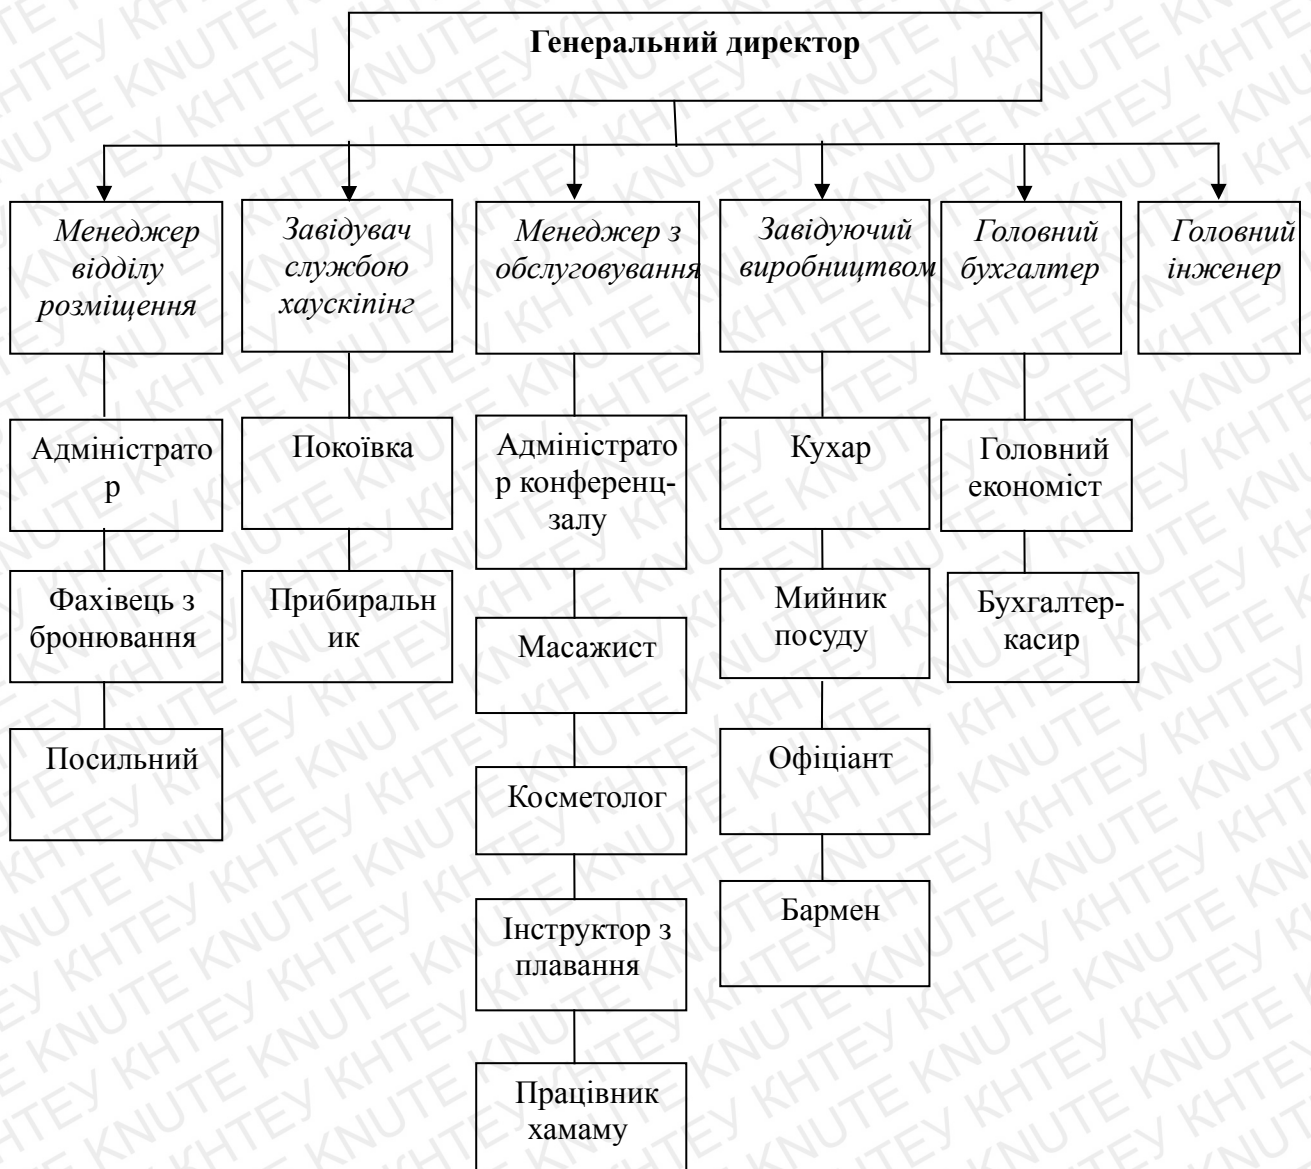 Генеральний директор
Менеджер
відділу
розміщення
Завідувач
службою
хаускіпінг
Менеджер з
обслуговування
Завідуючий
виробництвом
Головний
бухгалтер
Головний
інженер
Адміністрато
р
Покоївка
Адміністрато
р конференц-
залу
Кухар
Головний
економіст
Фахівець з
бронювання
Прибиральн
ик
Масажист
Мийник
посуду
Бухгалтер-
касир
Посильний
Косметолог
Офіціант
Інструктор з
плавання
Бармен
Працівник
хамаму